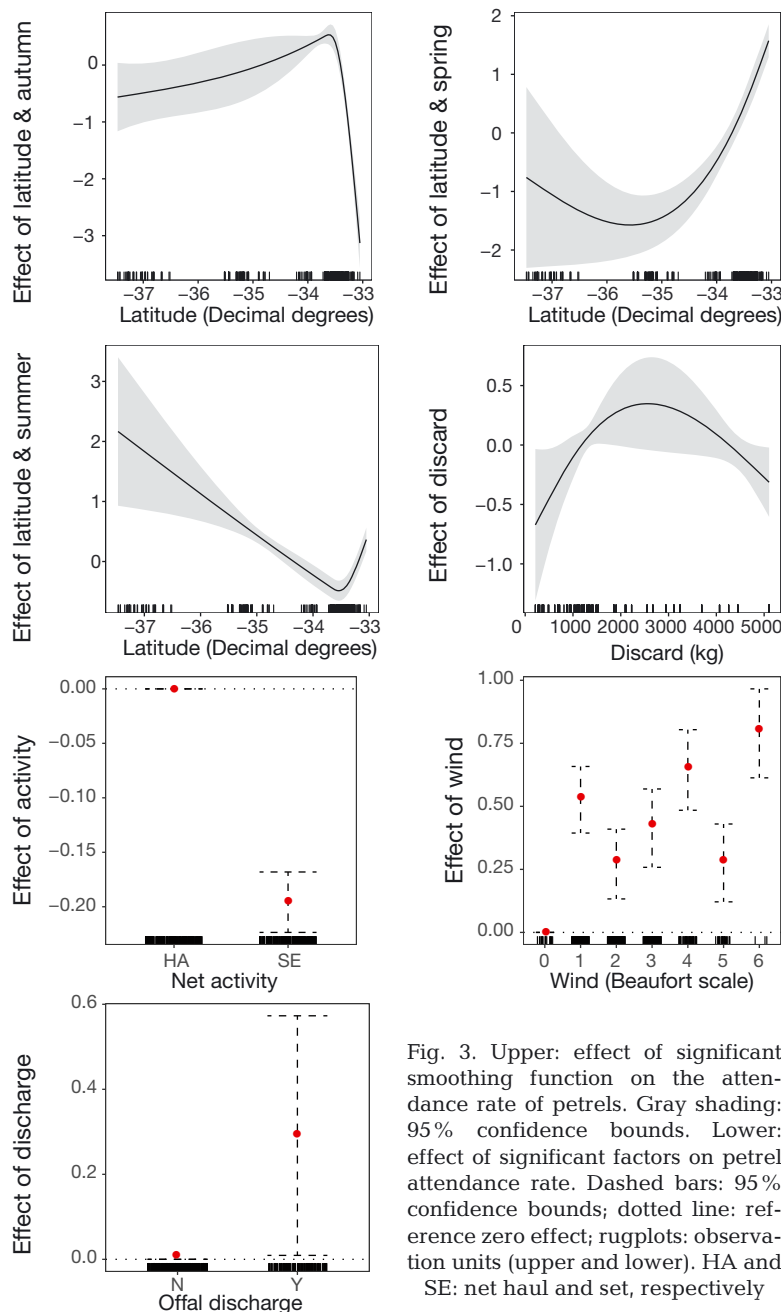 Effect of latitude & autumn
0
−1
−2
−3
−37
−36
−35
−34
−33
Latitude (Decimal degrees)
Effect of latitude & spring
2
1
0
−1
−2
−37
−36
−35
−34
−33
Latitude (Decimal degrees)
Effect of latitude & summer
3
2
1
0
−37
−36
−35
−34
−33
Latitude (Decimal degrees)
Effect of discard
0.5
0.0
−0.5
−1.0
0
1000
2000
3000
4000
5000
Discard (kg)
Effect of activity
0.00
−0.05
−0.10
−0.15
−0.20
HA
SE
Net activity
Effect of wind
1.00
0.75
0.50
0.25
0.00
0
1
2
3
4
5
6
Wind (Beaufort scale)
Effect of discharge
0.6
0.4
0.2
0.0
N
Y
Offal discharge
Fig. 3. Upper: effect of significant
smoothing function on the atten-
dance rate of petrels. Gray shading:
95% confidence bounds. Lower:
effect of significant factors on petrel
attendance rate. Dashed bars: 95%
confidence bounds; dotted line: ref-
erence zero effect; rugplots: observa-
tion units (upper and lower). HA and
SE: net haul and set, respectively